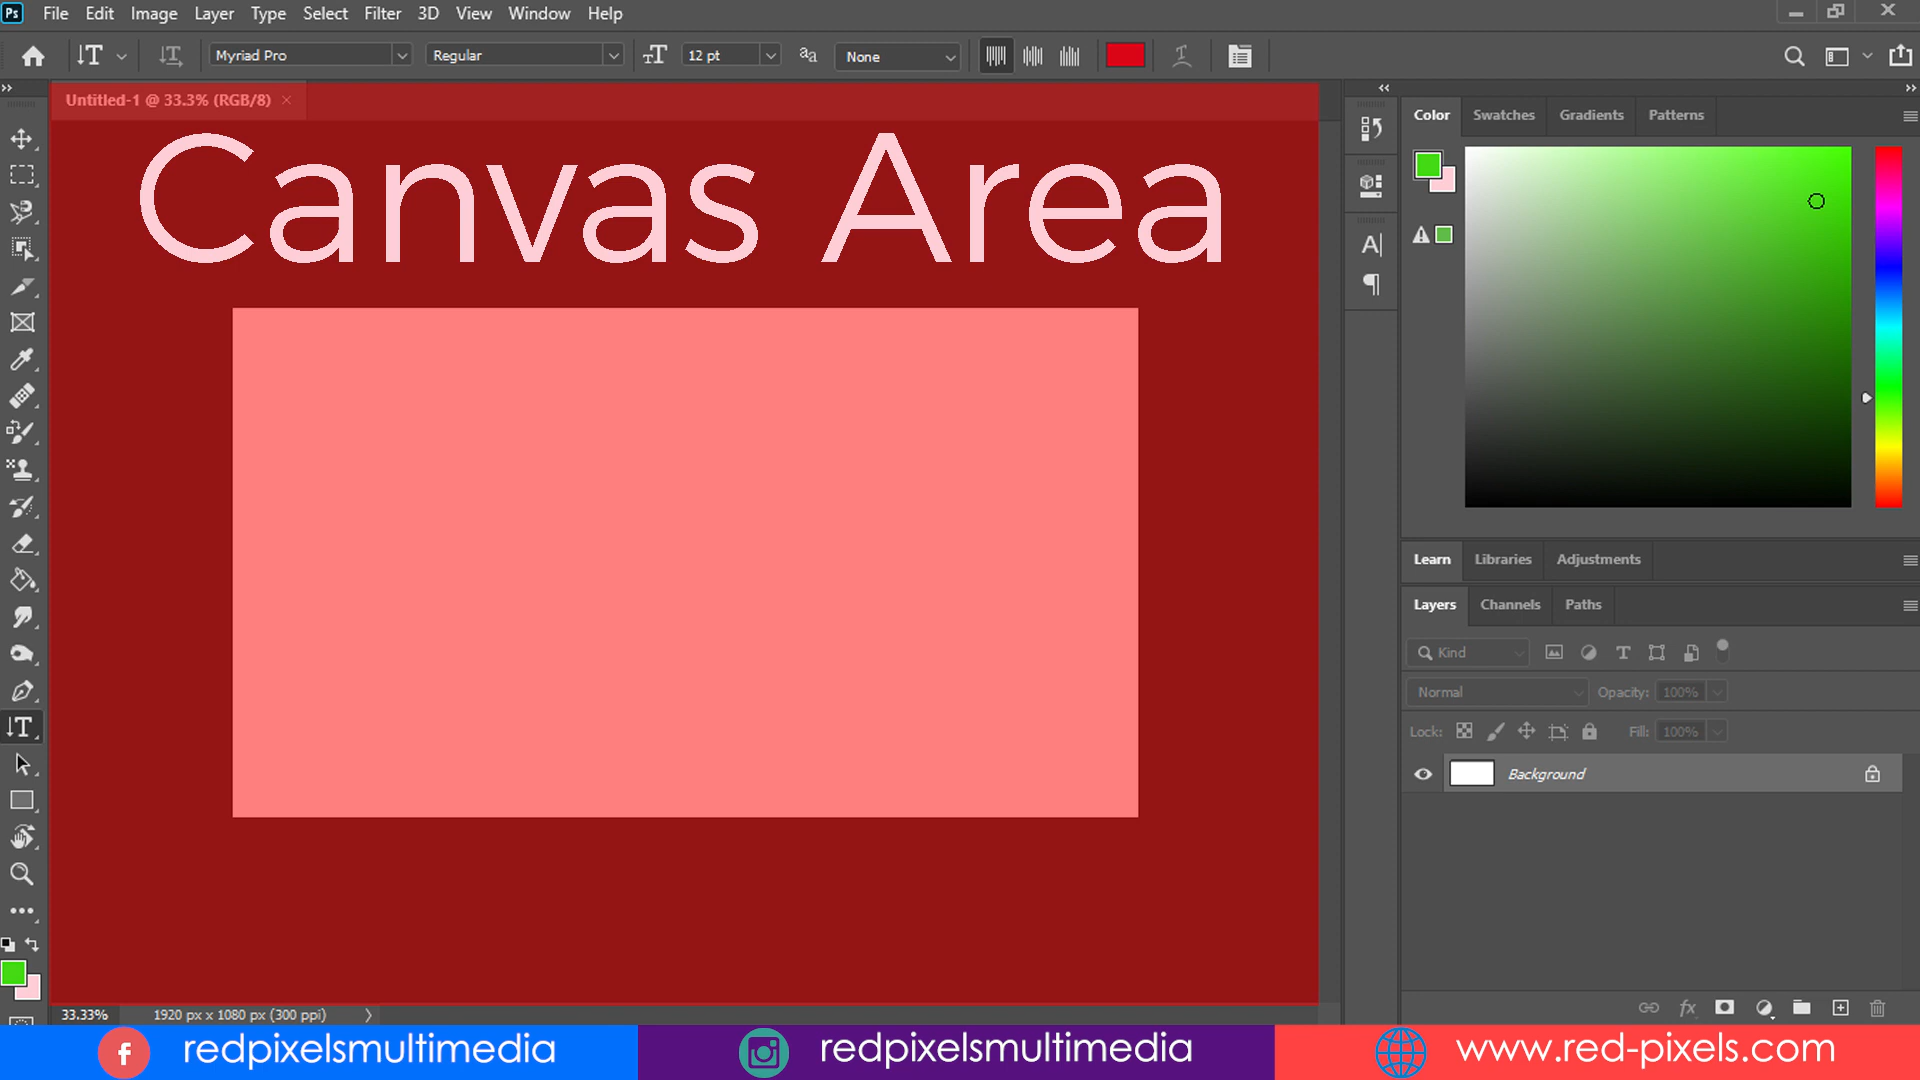 Ps File Edit Image Layer Type Select Filter 3D View Window Help
Myriad Pro Regular 12 pt aa None
Untitled-1 @ 33.3% (RGB/8) ×
Canvas Area
Color Swatches Gradients Patterns
Learn Libraries Adjustments
Layers Channels Paths
Kind
Normal Opacity: 100%
Lock: Fill: 100%
Background
fx
33.33% 1920 px x 1080 px (300 ppi)
redpixelsmultimedia redpixelsmultimedia www.red-pixels.com